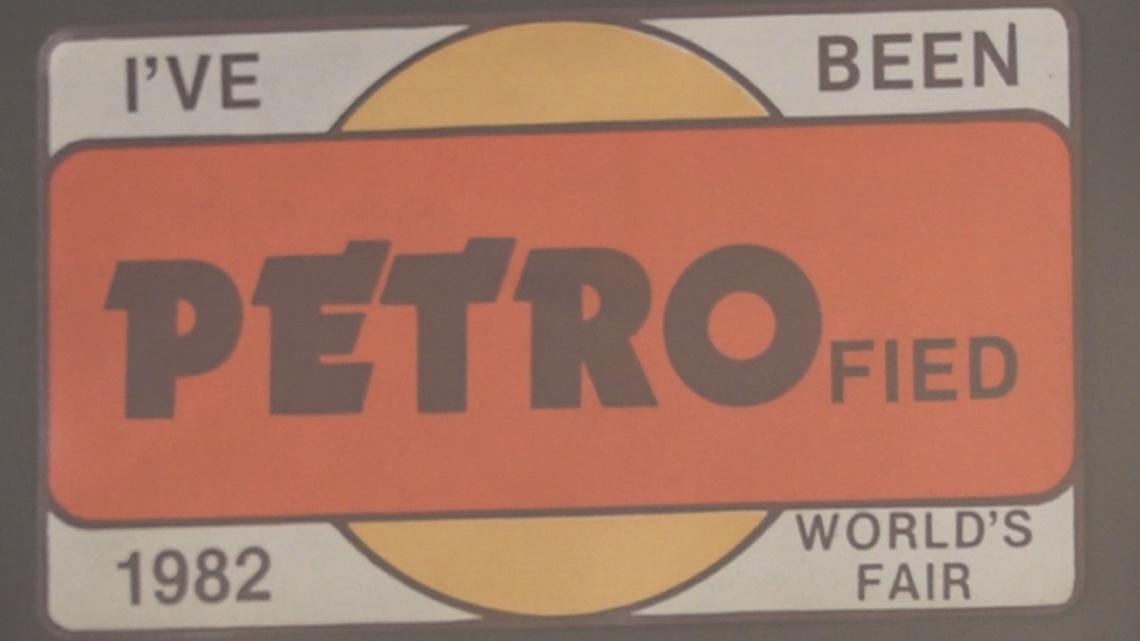 I'VE BEEN
PETROFIED
1982 WORLD'S
FAIR